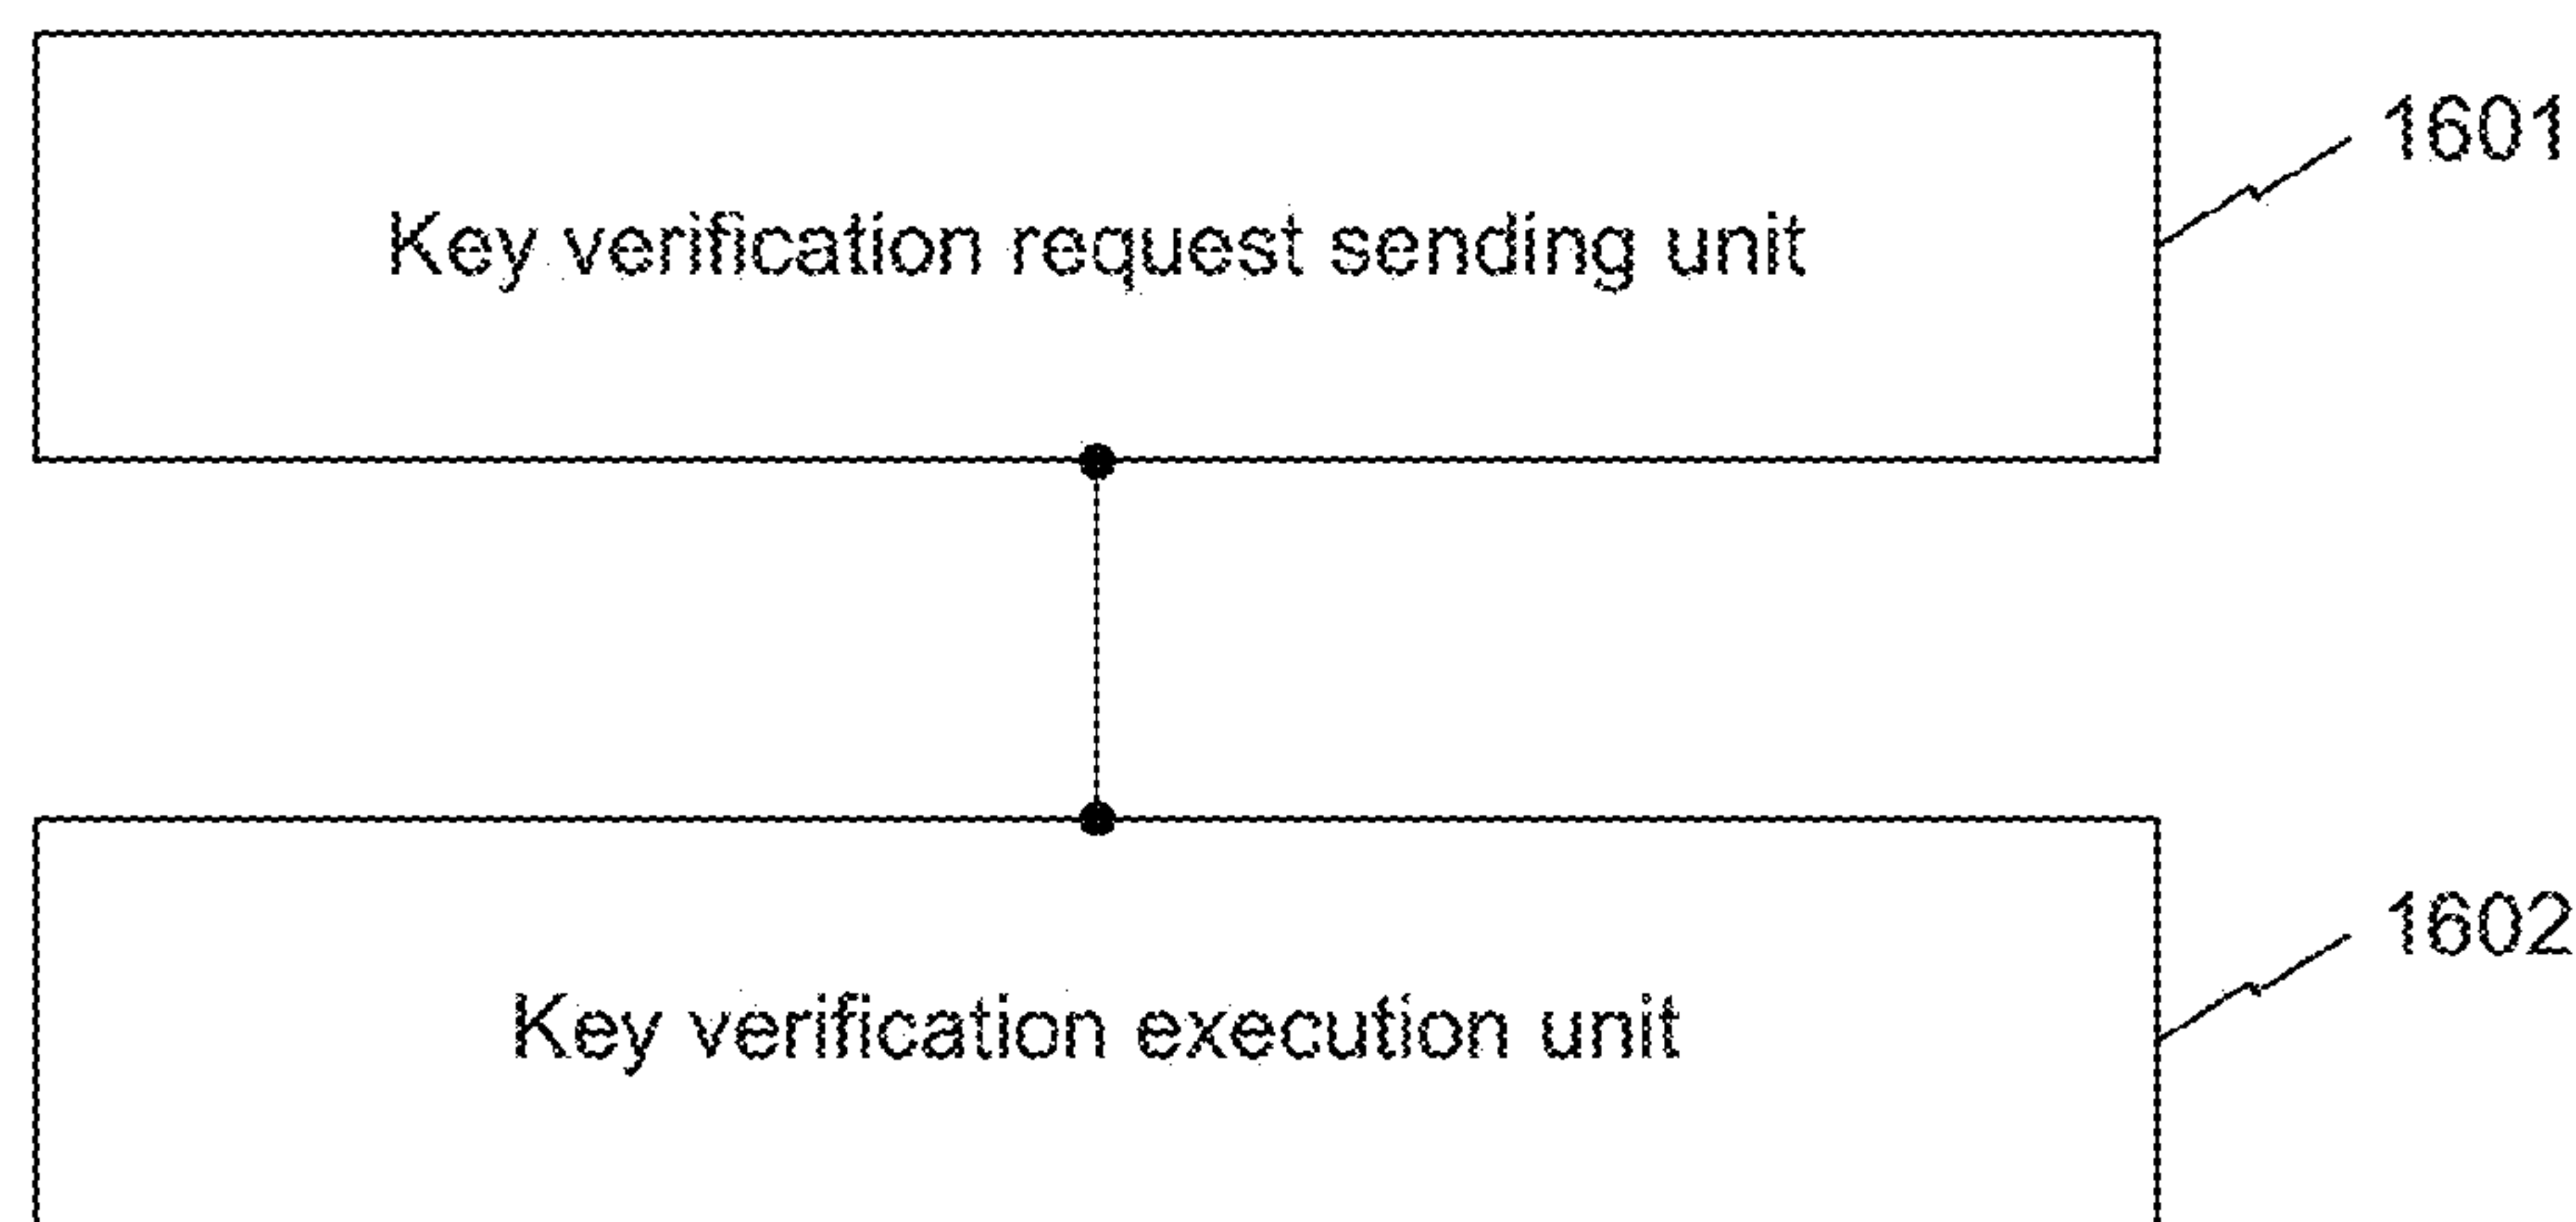 1601
Key verification request sending unit
1602
Key verification execution unit